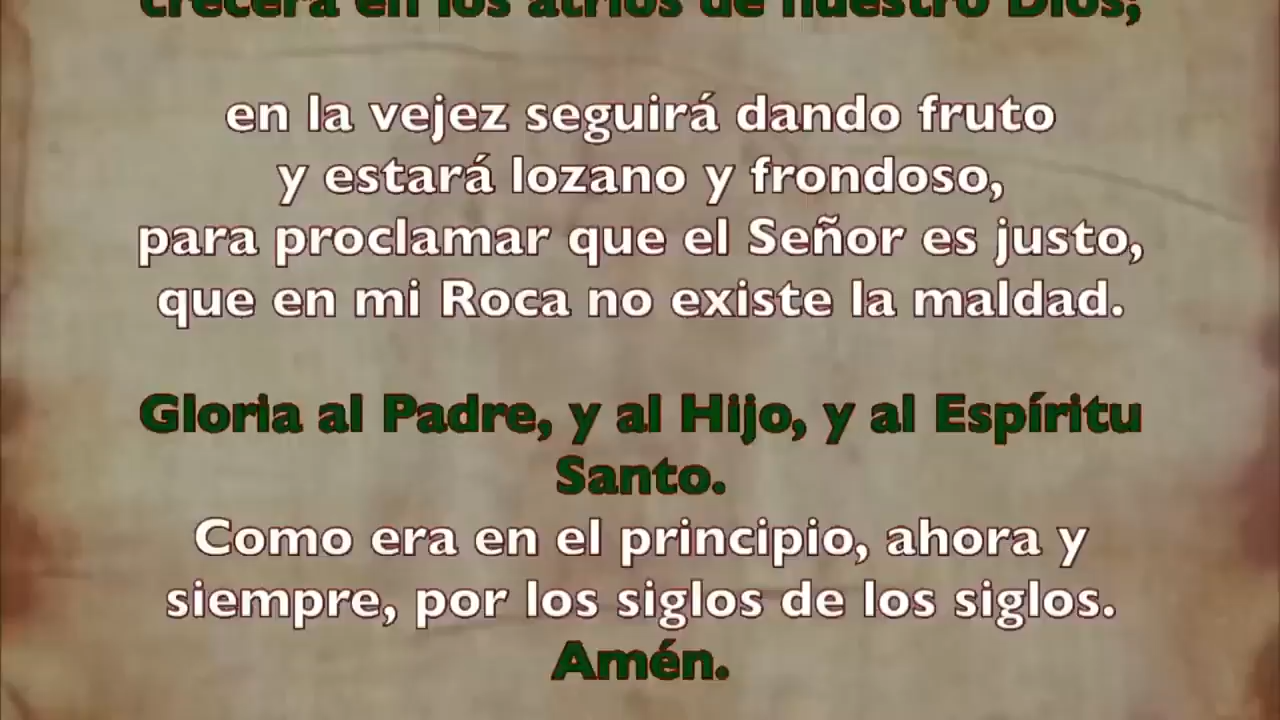 crecerá en los atrios de nuestro Dios;
en la vejez seguirá dando fruto
y estará lozano y frondoso,
para proclamar que el Señor es justo,
que en mi Roca no existe la maldad.
Gloria al Padre, y al Hijo, y al Espíritu
Santo.
Como era en el principio, ahora y
siempre, por los siglos de los siglos.
Amén.